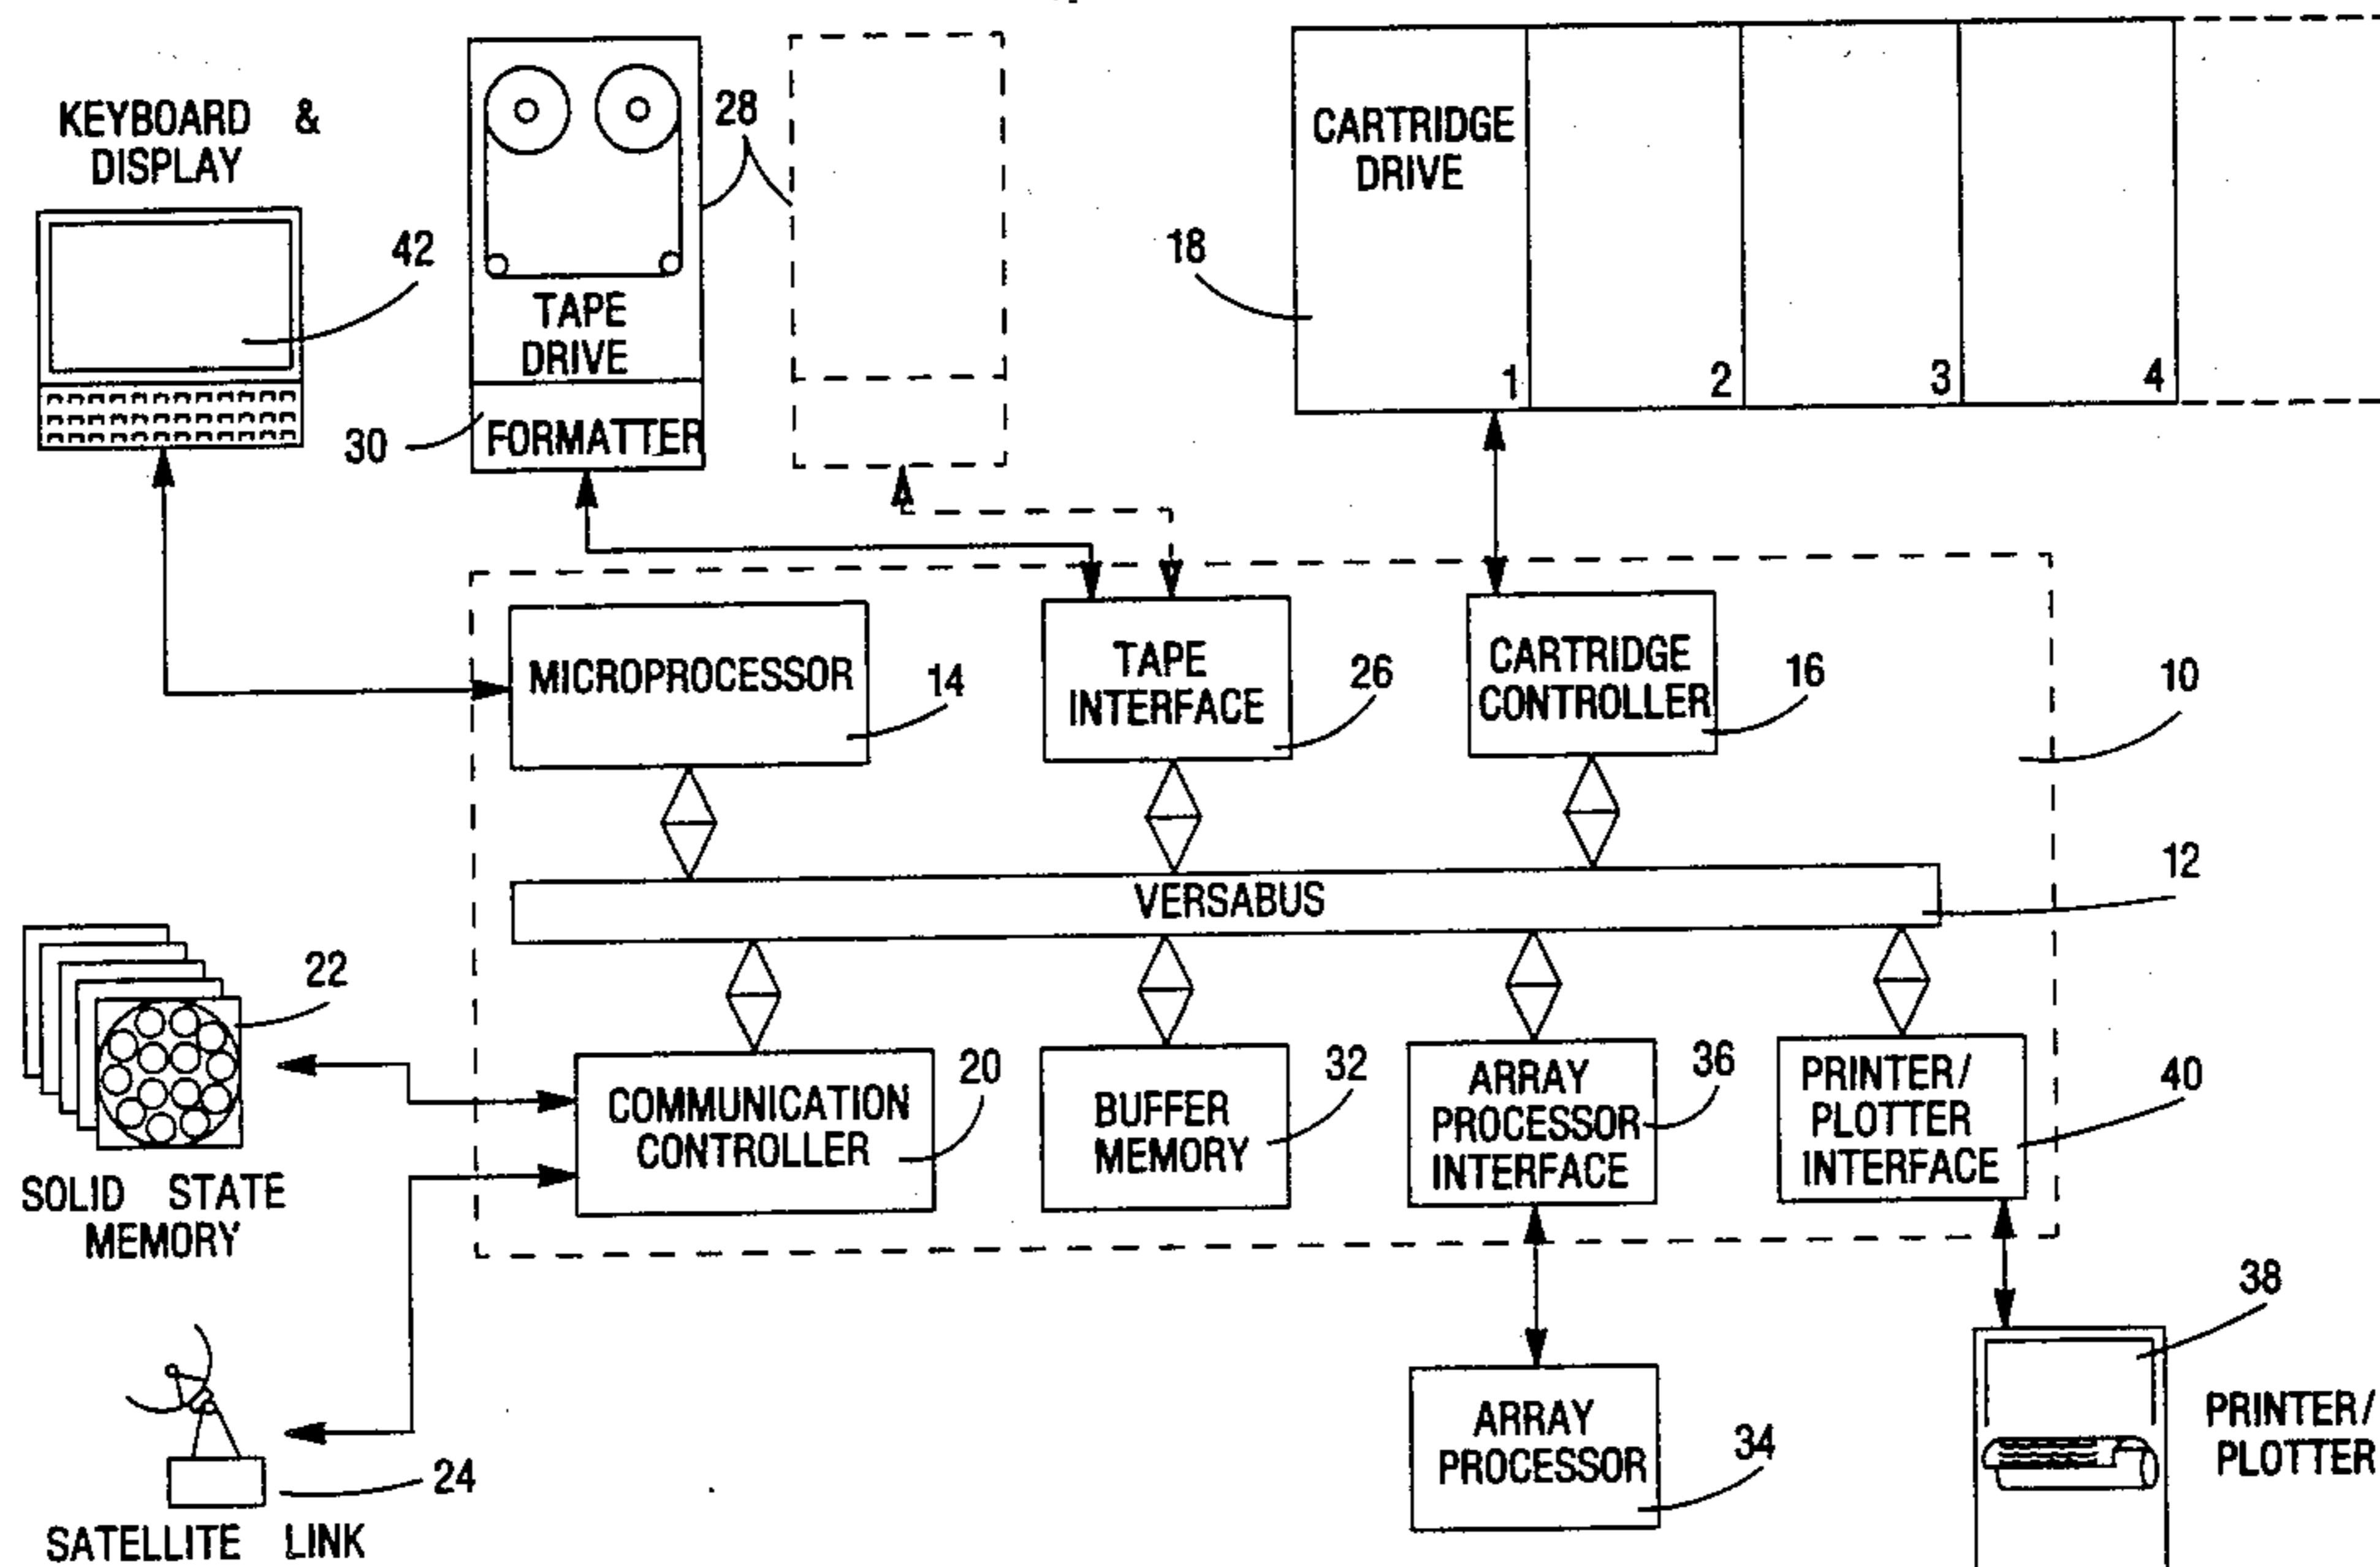 KEYBOARD &
DISPLAY
42
TAPE
DRIVE
30
FORMATTER
28
CARTRIDGE
DRIVE
18
1
2
3
4
MICROPROCESSOR
14
TAPE
INTERFACE
26
CARTRIDGE
CONTROLLER
16
10
VERSABUS
12
22
SOLID STATE
MEMORY
COMMUNICATION
CONTROLLER
20
BUFFER
MEMORY
32
ARRAY
PROCESSOR
INTERFACE
36
PRINTER/
PLOTTER
INTERFACE
40
24
SATELLITE LINK
ARRAY
PROCESSOR
34
38
PRINTER/
PLOTTER